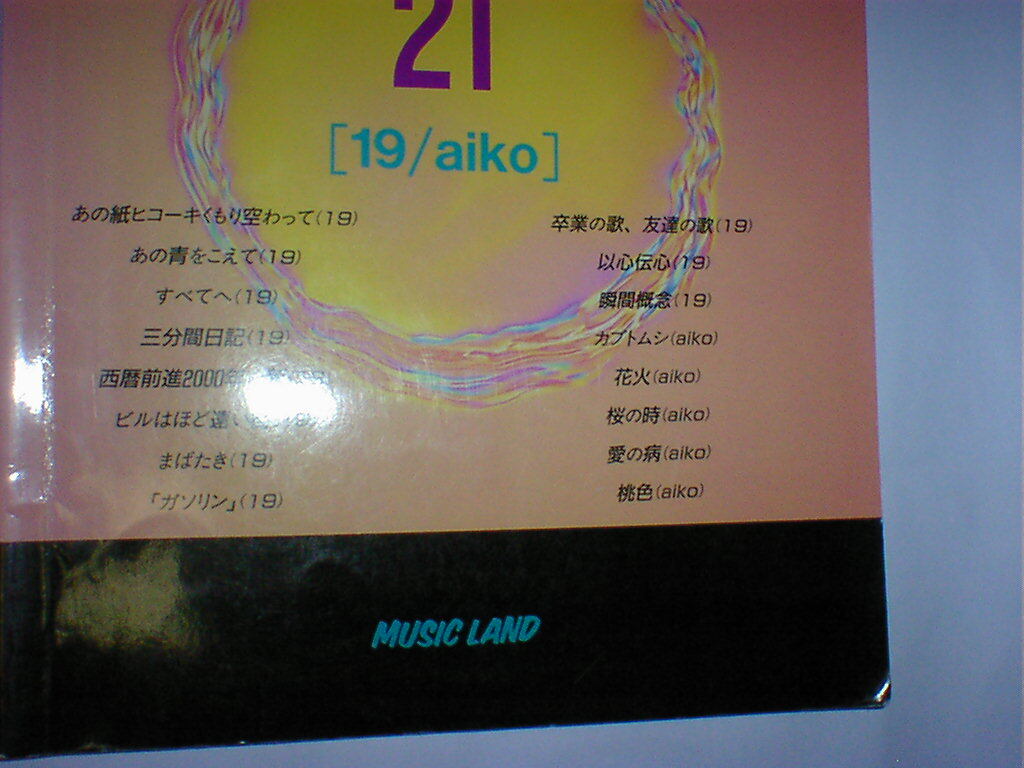 21
[19/aiko]
あの紙ヒコーキくもり空わって(19)
あの青をこえて(19)
すべてへ(19)
三分間日記(19)
西暦前進2000年
ビルはほど遠い
まばたき(19)
「ガソリン」(19)
卒業の歌、友達の歌(19)
以心伝心(19)
瞬間概念(19)
カブトムシ(aiko)
花火(aiko)
桜の時(aiko)
愛の病(aiko)
桃色(aiko)
MUSIC LAND